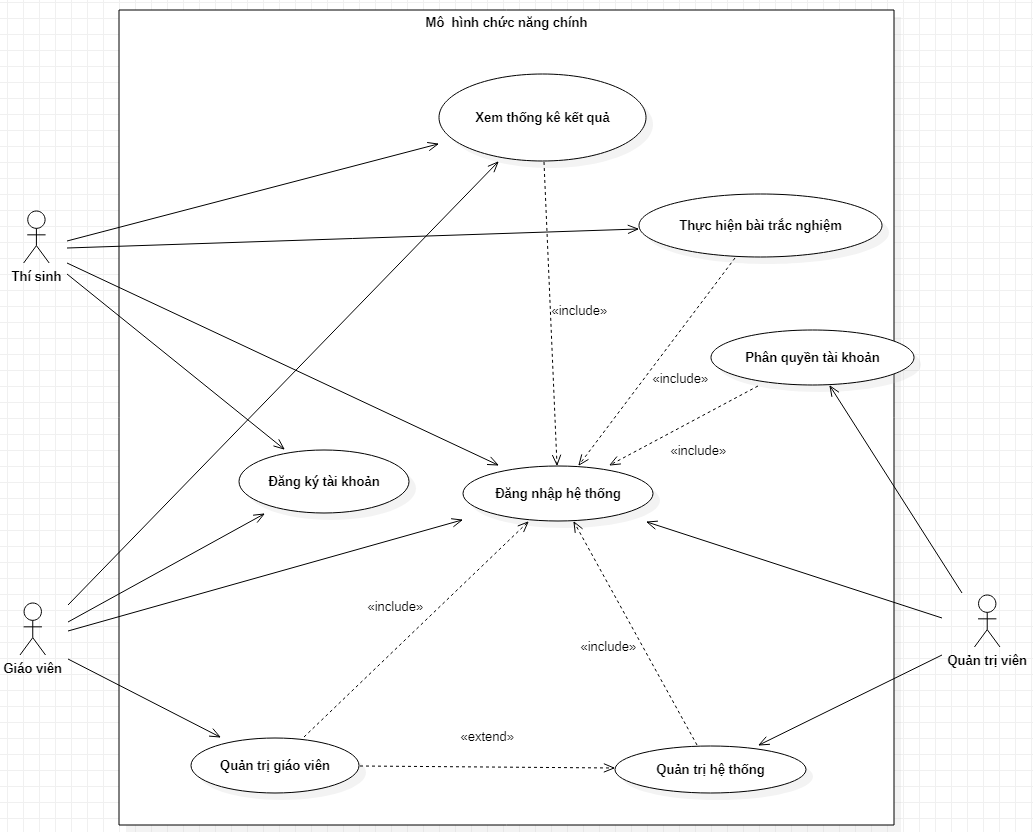 Mô hình chức năng chính
Xem thống kê kết quả
Thực hiện bài trắc nghiệm
Thí sinh
«include»
Phân quyền tài khoản
«include»
«include»
Đăng ký tài khoản
Đăng nhập hệ thống
«include»
«include»
Giáo viên
Quản trị viên
«extend»
Quản trị giáo viên
Quản trị hệ thống